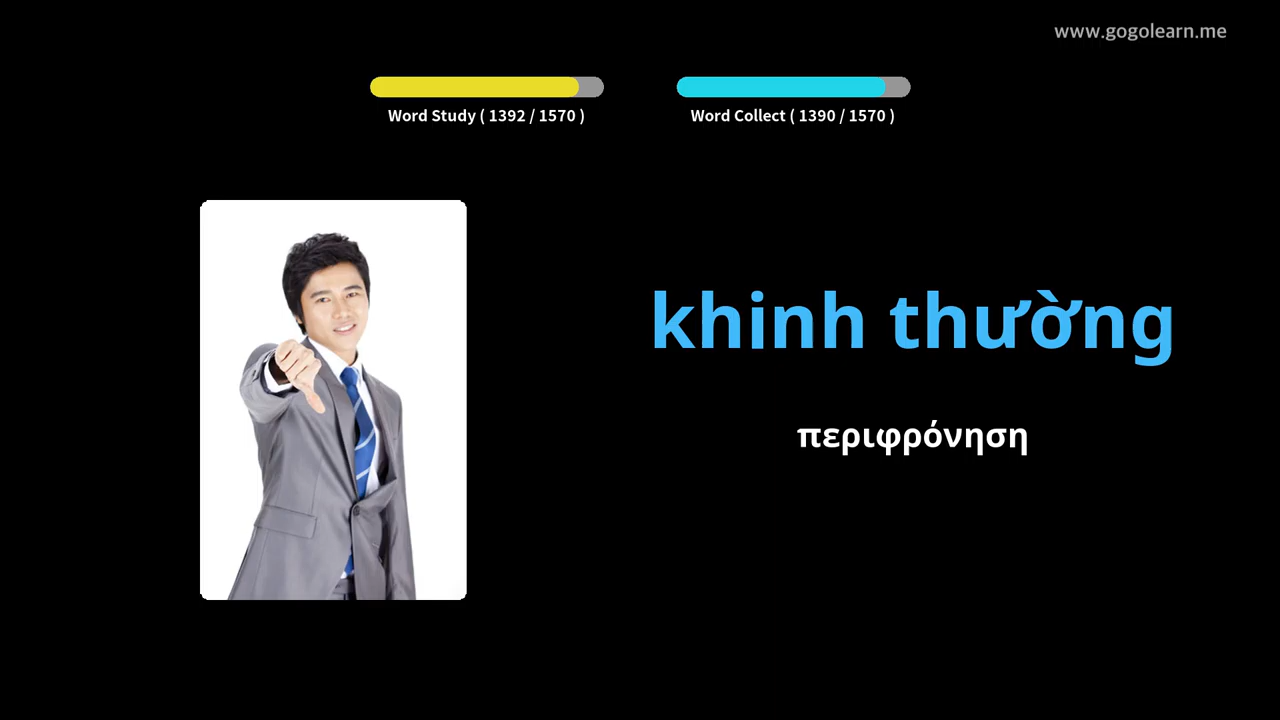 www.gogolearn.me
Word Study ( 1392 / 1570 )
Word Collect ( 1390 / 1570 )
khinh thường
περιφρόνηση